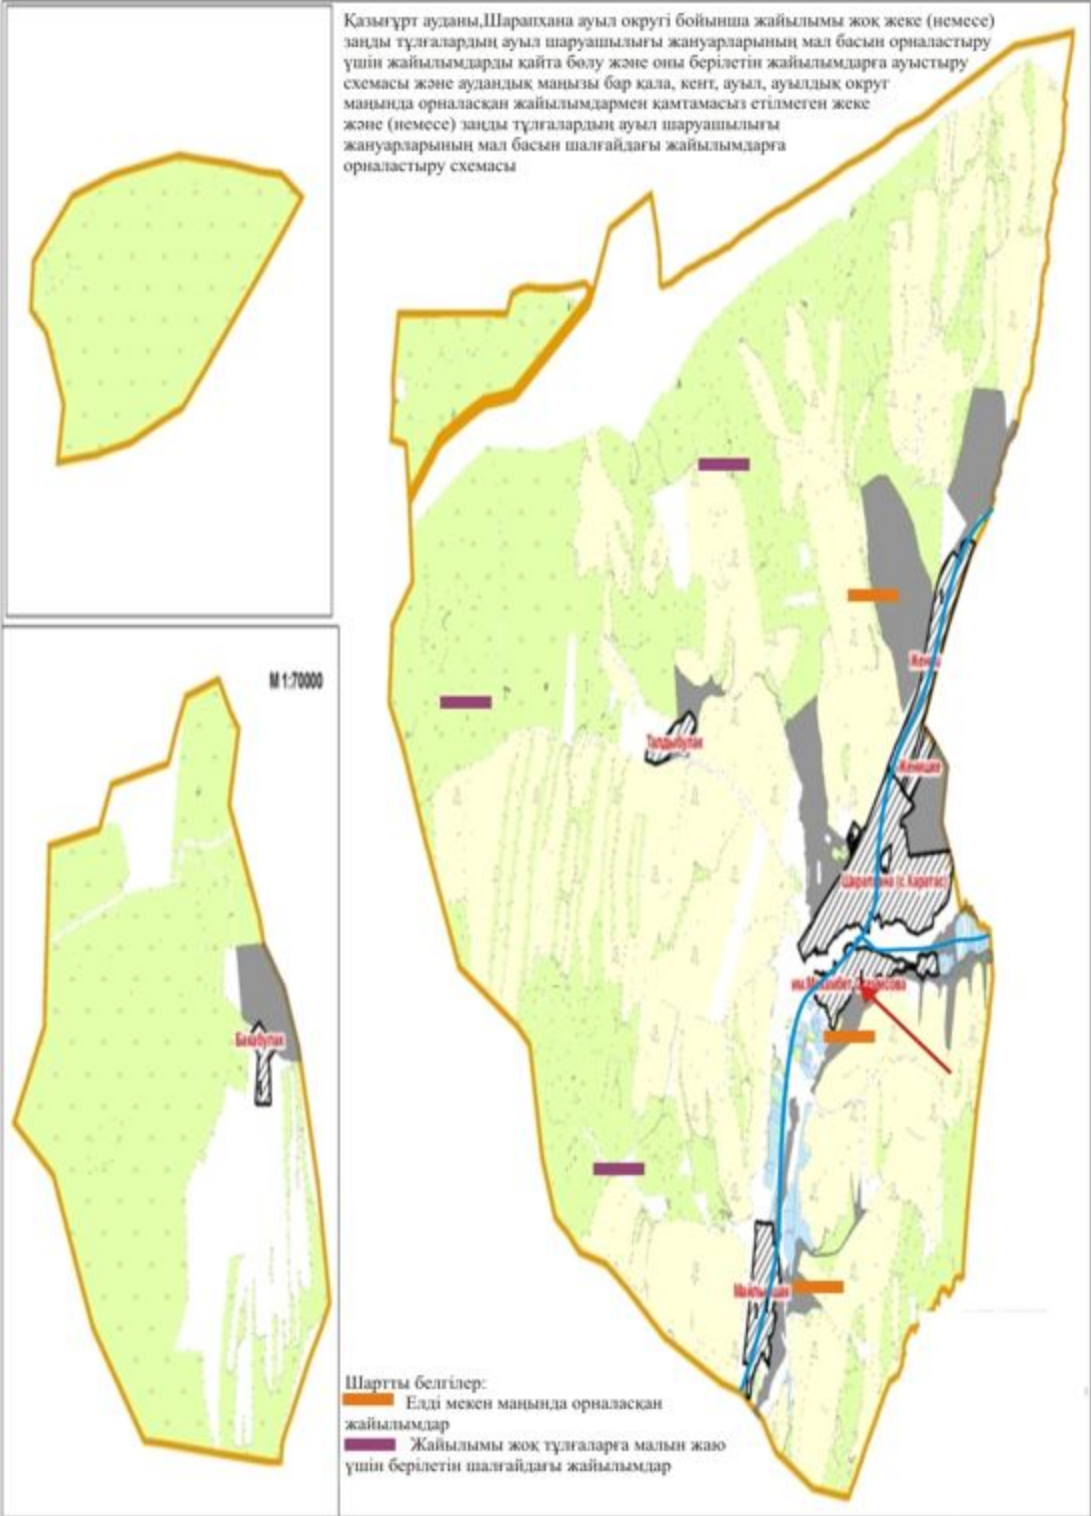 Қазығұрт ауданы,Шарапхана ауыл округі бойынша жайылымы жоқ жеке (немесе)
заңды тұлғалардың ауыл шаруашылығы жануарларының мал басын орналастыру
үшін жайылымдарды қайта бөлу және оны берілетін жайылымдарға ауыстыру
схемасы және аудандық маңызы бар қала, кент, ауыл, ауылдық округ
маңында орналасқан жайылымдармен қамтамасыз етілмеген жеке
және (немесе) заңды тұлғалардың ауыл шаруашылығы
жануарларының мал басын шалғайдағы жайылымдарға
орналастыру схемасы
М 1:70000
Талдыбулак
Женишке
(с.Каратас)
Бакабулак
Шартты белгілер:
Елді мекен маңында орналасқан
жайылымдар
Жайылымы жоқ тұлғаларға малын жаю
үшін берілетін шалғайдағы жайылымдар